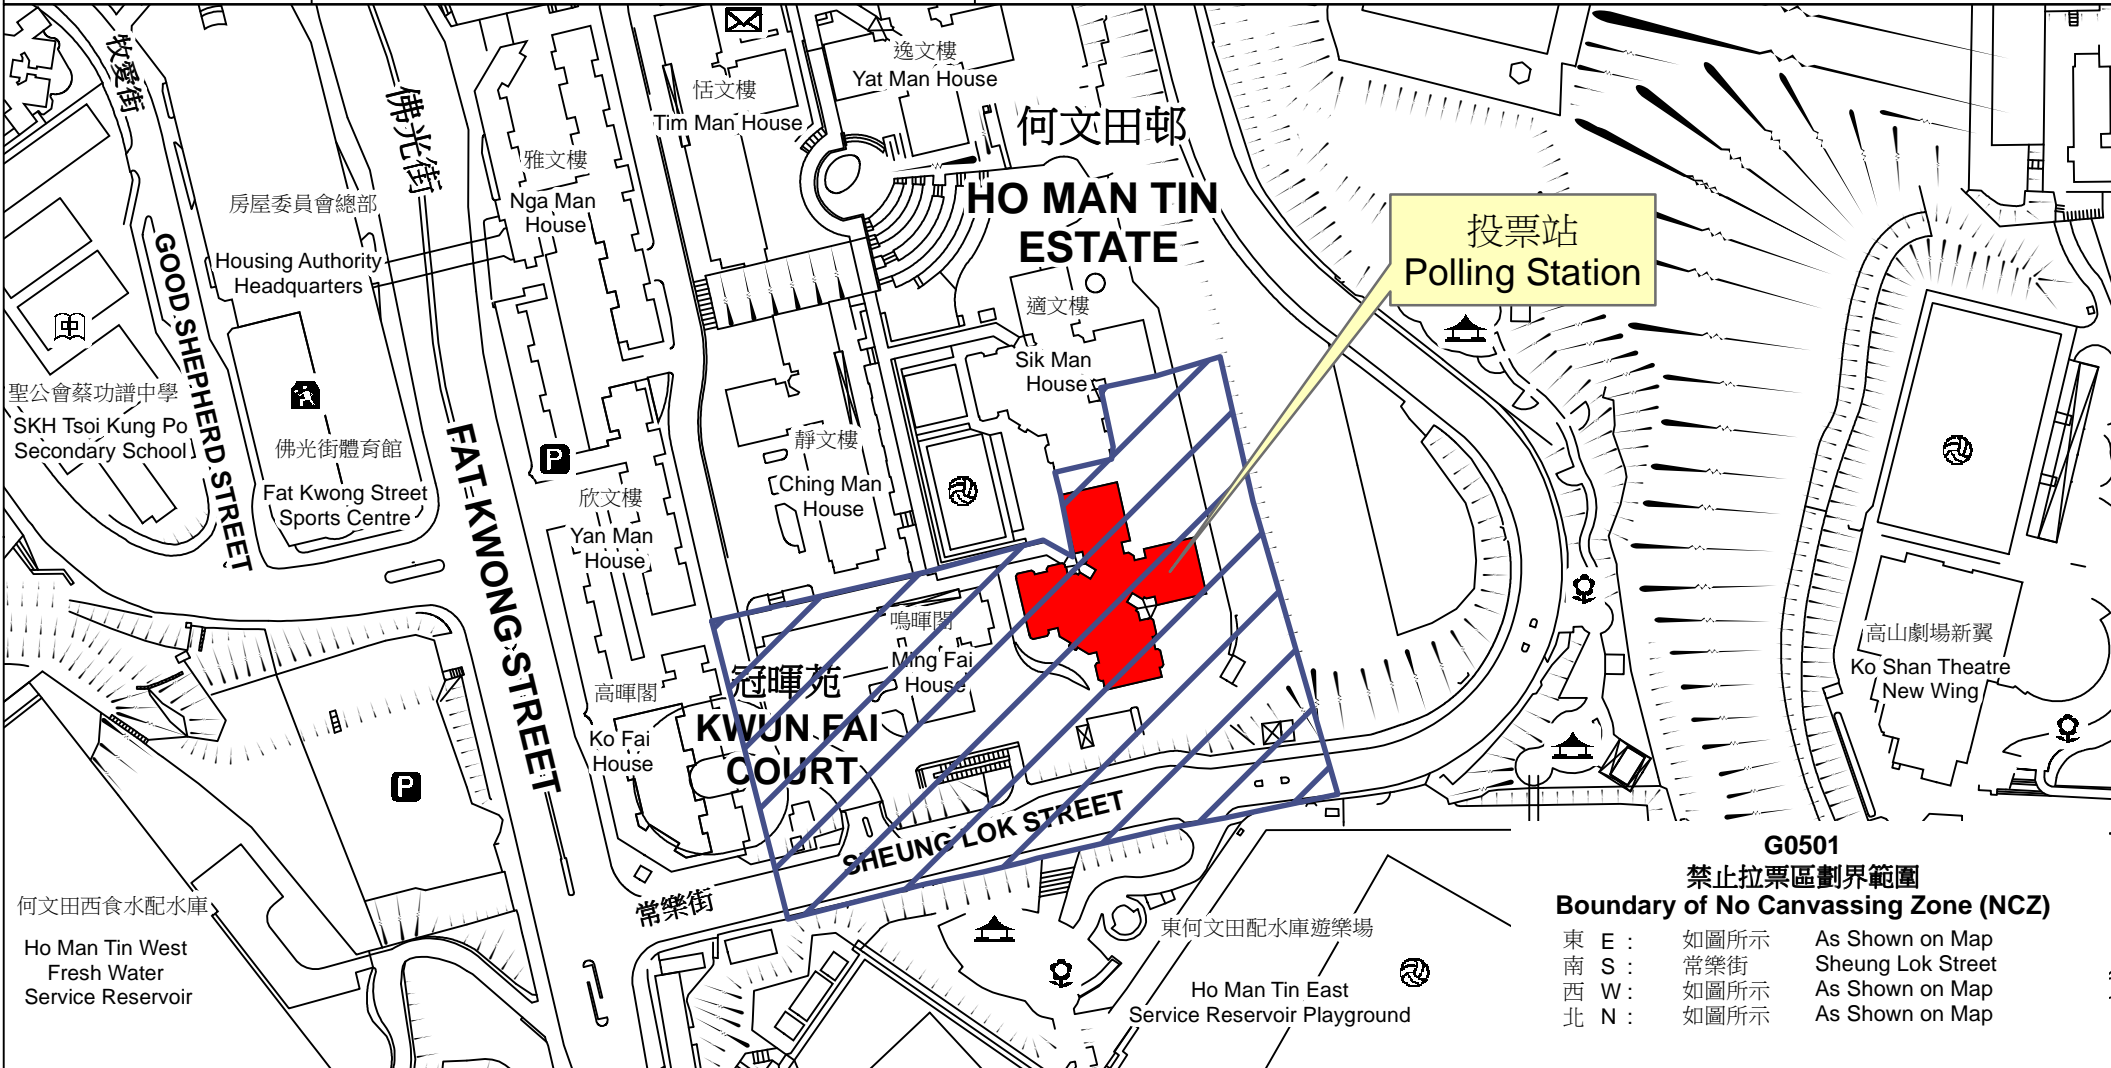 牧愛街
佛光街
恬文樓
Tim Man House
逸文樓
Yat Man House
何文田邨
HO MAN TIN
ESTATE
雅文樓
Nga Man
House
房屋委員會總部
Housing Authority
Headquarters
GOOD SHEPHERD STREET
投票站
Polling Station
適文樓
Sik Man
House
中
聖公會蔡功譜中學
SKH Tsoi Kung Po
Secondary School
佛光街體育館
Fat Kwong Street
Sports Centre
FAT KWONG STREET
P
欣文樓
Yan Man
House
靜文樓
Ching Man
House
鳴暉閣
Ming Fai
House
冠暉苑
KWUN FAI
COURT
高暉閣
Ko Fai
House
高山劇場新翼
Ko Shan Theatre
New Wing
P
SHEUNG LOK STREET
常樂街
何文田西食水配水庫
Ho Man Tin West
Fresh Water
Service Reservoir
東何文田配水庫遊樂場
Ho Man Tin East
Service Reservoir Playground
G0501
禁止拉票區劃界範圍
Boundary of No Canvassing Zone (NCZ)
東 E : 如圖所示 As Shown on Map
南 S : 常樂街 Sheung Lok Street
西 W : 如圖所示 As Shown on Map
北 N : 如圖所示 As Shown on Map